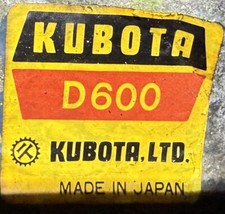 KUBOTA
D600
KUBOTA, LTD.
MADE IN JAPAN